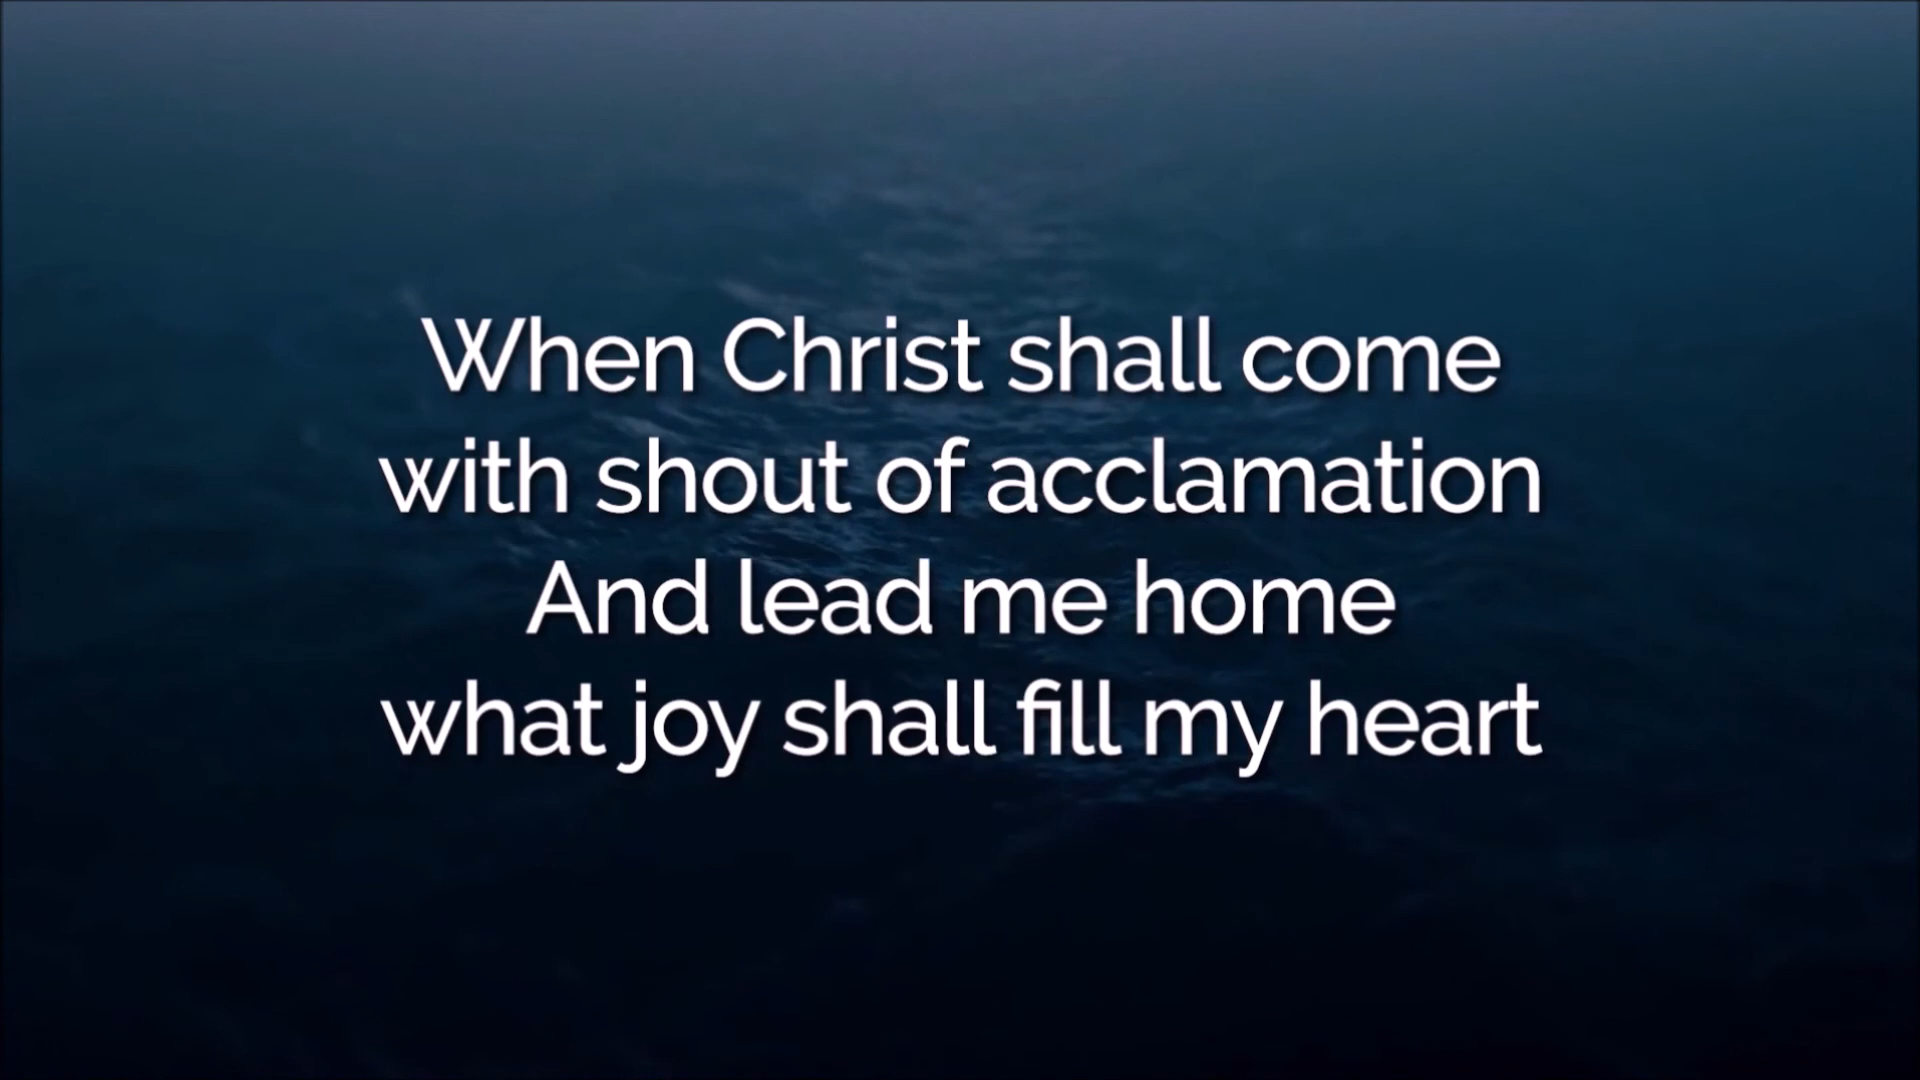 When Christ shall come
with shout of acclamation
And lead me home
what joy shall fill my heart